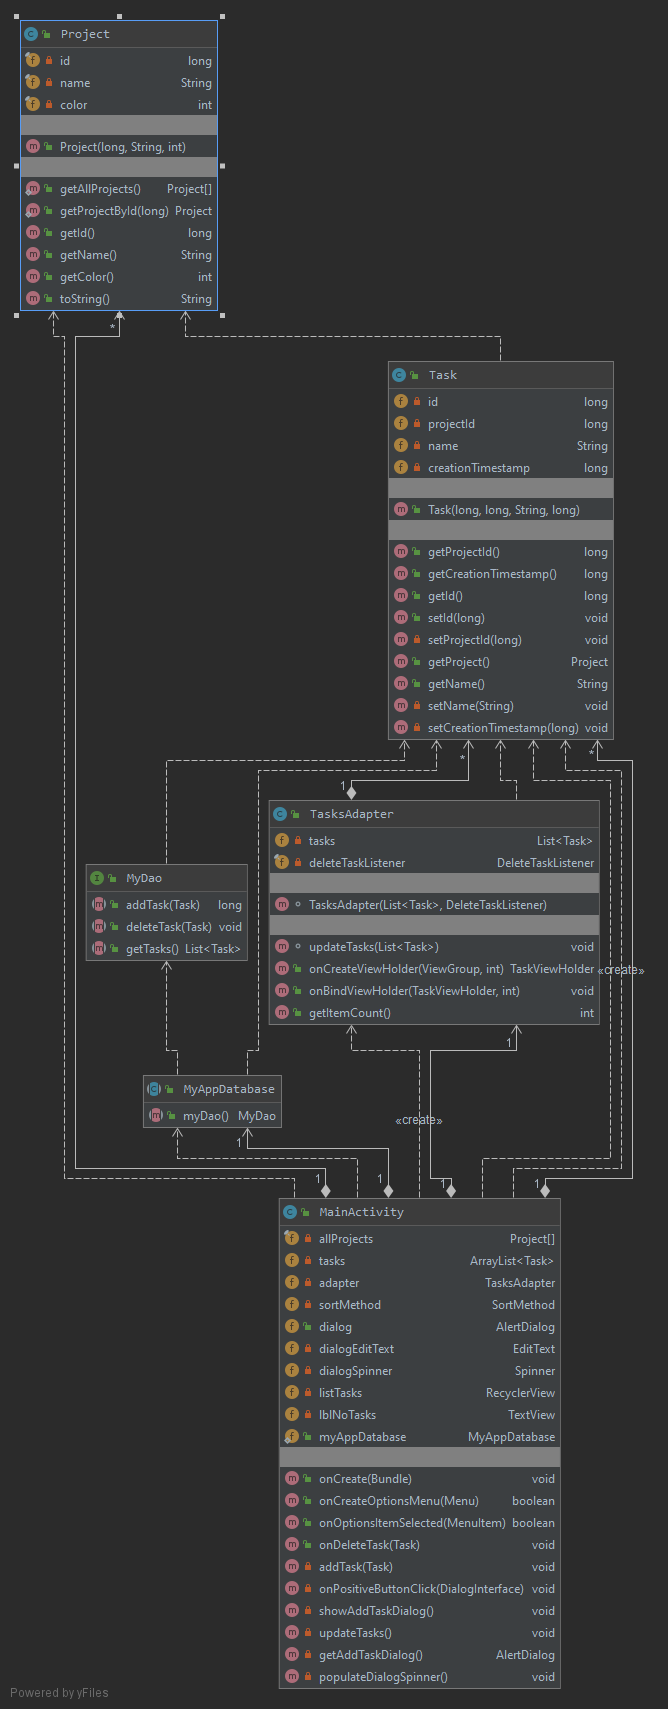 Project
id long
name String
color int
Project(long, String, int)
getAllProjects() Project[]
getProjectById(long) Project
getId() long
getName() String
getColor() int
toString() String
*
Task
id long
projectId long
name String
creationTimestamp long
Task(long, long, String, long)
getProjectId() long
getCreationTimestamp() long
getId() long
setId(long) void
setProjectId(long) void
getProject() Project
getName() String
setName(String) void
setCreationTimestamp(long) void
* *
1
TasksAdapter
tasks List<Task>
deleteTaskListener DeleteTaskListener
TasksAdapter(List<Task>, DeleteTaskListener)
updateTasks(List<Task>) void
onCreateViewHolder(ViewGroup, int) TaskViewHolder
onBindViewHolder(TaskViewHolder, int) void
getItemCount() int
MyDao
addTask(Task) long
deleteTask(Task) void
getTasks() List<Task>
«create»
1
MyAppDatabase
myDao() MyDao
«create»
1
1 1 1 1
MainActivity
allProjects Project[]
tasks ArrayList<Task>
adapter TasksAdapter
sortMethod SortMethod
dialog AlertDialog
dialogEditText EditText
dialogSpinner Spinner
listTasks RecyclerView
lblNoTasks TextView
myAppDatabase MyAppDatabase
onCreate(Bundle) void
onCreateOptionsMenu(Menu) boolean
onOptionsItemSelected(MenuItem) boolean
onDeleteTask(Task) void
addTask(Task) void
onPositiveButtonClick(DialogInterface) void
showAddTaskDialog() void
updateTasks() void
getAddTaskDialog() AlertDialog
populateDialogSpinner() void
Powered by yFiles